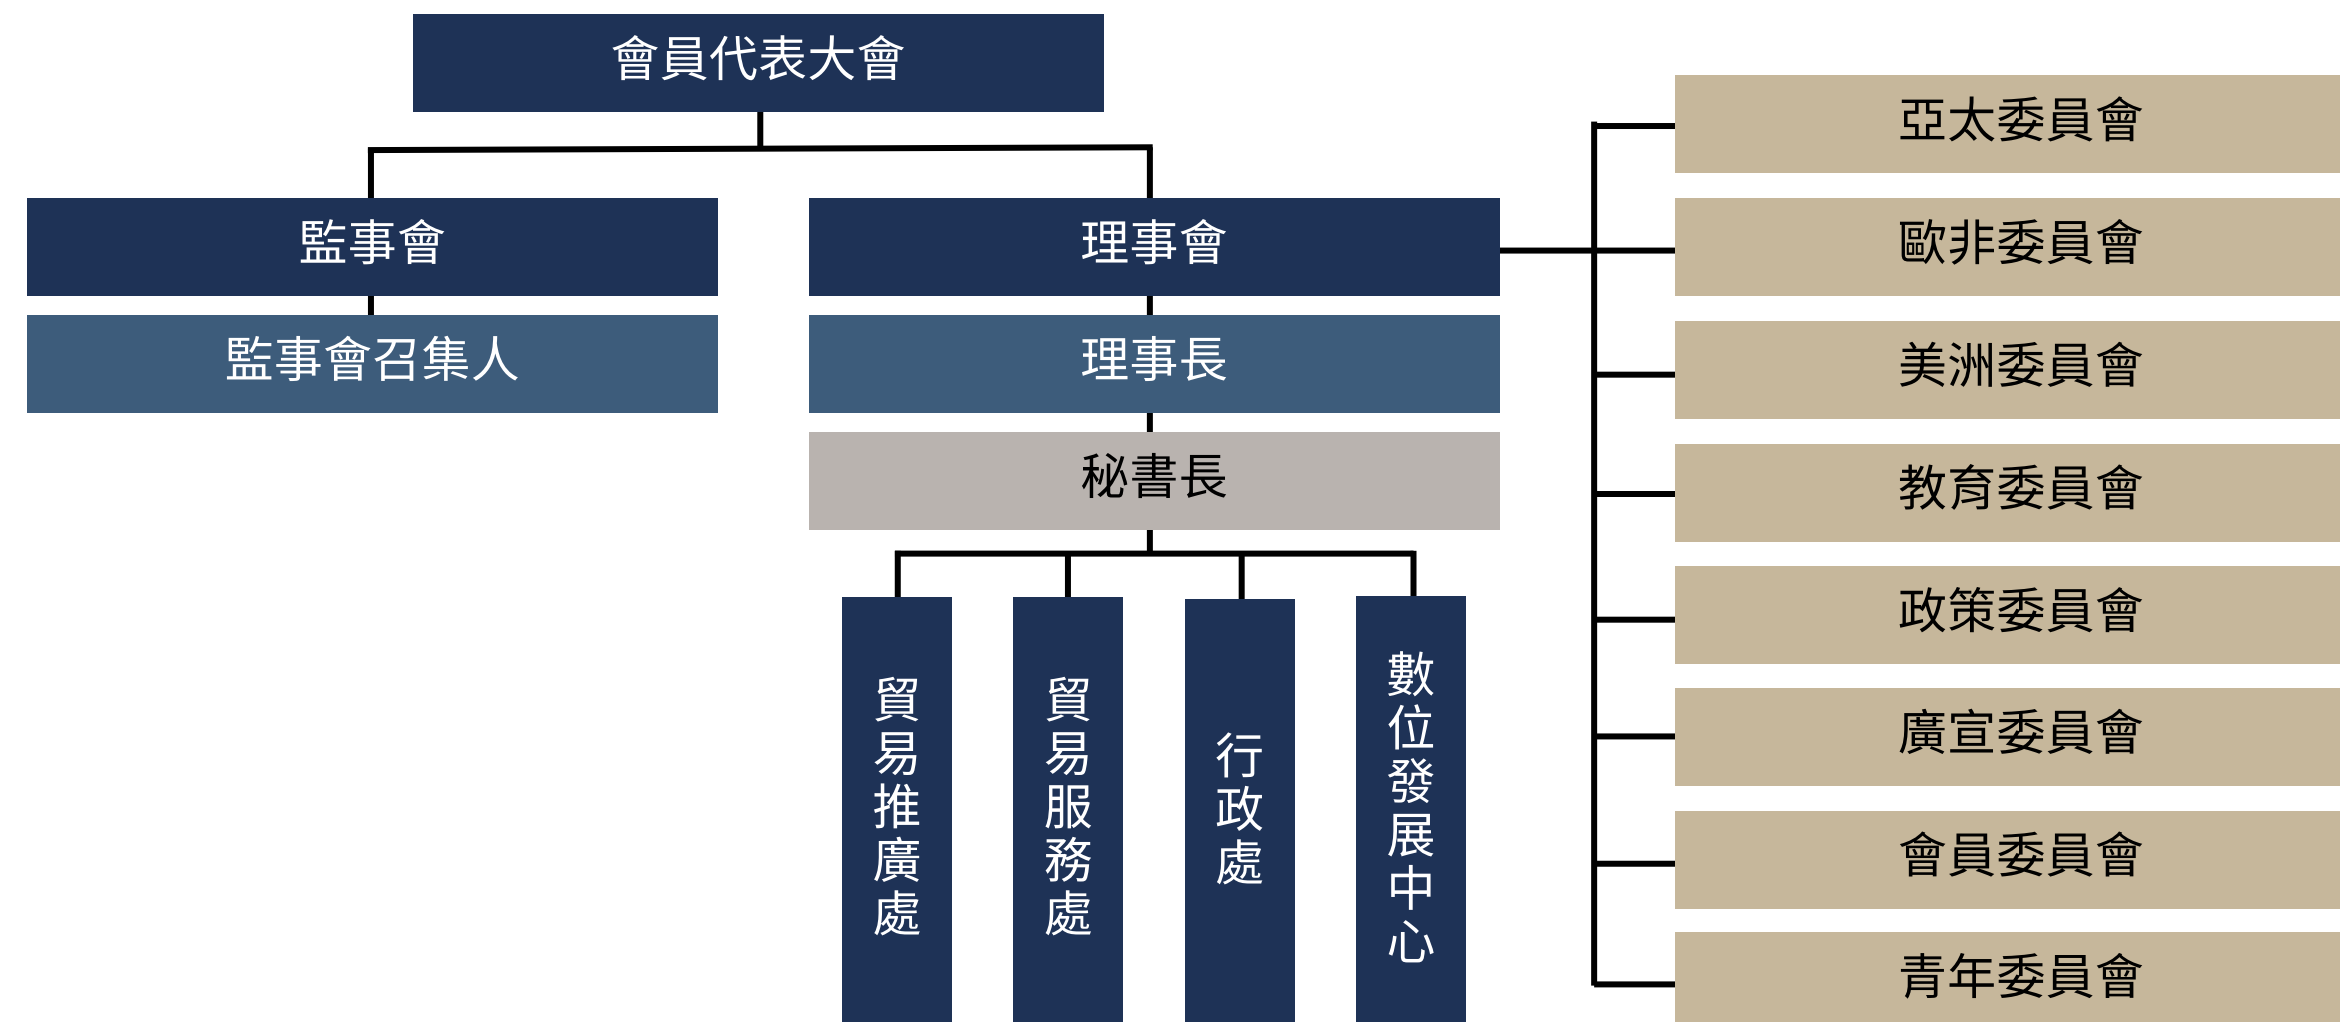 會員代表大會
監事會
理事會
監事會召集人
理事長
秘書長
貿易推廣處
貿易服務處
行政處
數位發展中心
亞太委員會
歐非委員會
美洲委員會
教育委員會
政策委員會
廣宣委員會
會員委員會
青年委員會